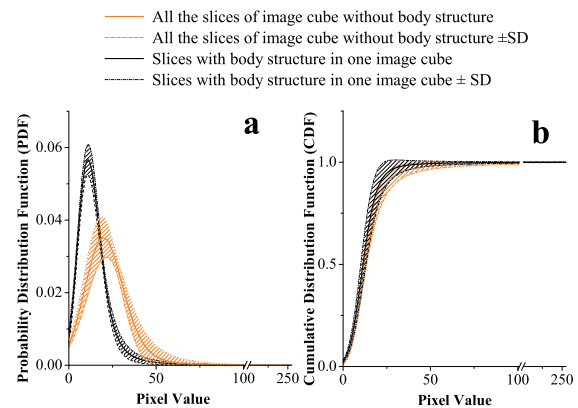 All the slices of image cube without body structure
All the slices of image cube without body structure ±SD
Slices with body structure in one image cube
Slices with body structure in one image cube ± SD
a
Probability Distribution Function (PDF)
0.06
0.04
0.02
0.00
0 50 100 250
Pixel Value
b
Cumulative Distribution Function (CDF)
1.0
0.5
0.0
0 50 100 250
Pixel Value